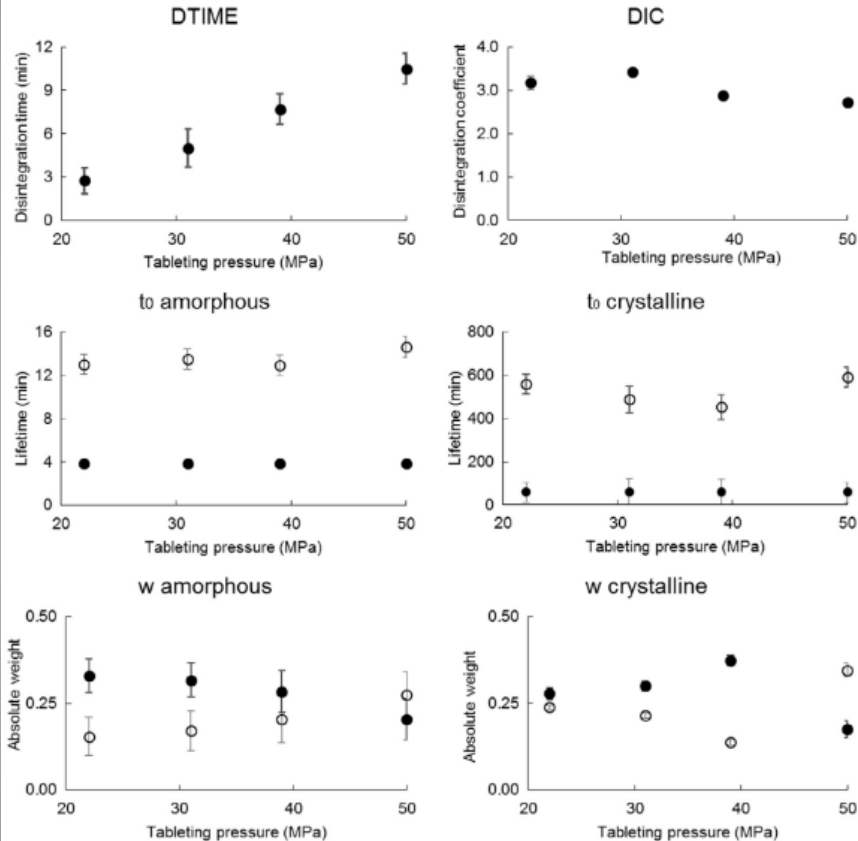 DTIME
DIC
Disintegration time (min)
12
9
6
3
0
20 30 40 50
Tableting pressure (MPa)
Disintegration coefficient
4.0
3.0
2.0
1.0
0.0
20 30 40 50
Tableting pressure (MPa)
t0 amorphous
t0 crystalline
Lifetime (min)
16
12
8
4
0
20 30 40 50
Tableting pressure (MPa)
Lifetime (min)
800
600
400
200
0
20 30 40 50
Tableting pressure (MPa)
w amorphous
w crystalline
Absolute weight
0.50
0.25
0.00
20 30 40 50
Tableting pressure (MPa)
Absolute weight
0.50
0.25
0.00
20 30 40 50
Tableting pressure (MPa)